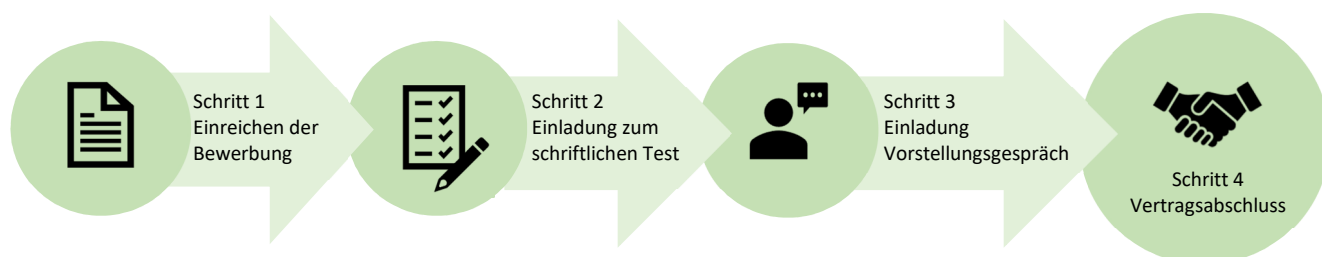 Schritt 1
Einreichen der
Bewerbung
Schritt 2
Einladung zum
schriftlichen Test
Schritt 3
Einladung
Vorstellungsgespräch
Schritt 4
Vertragsabschluss